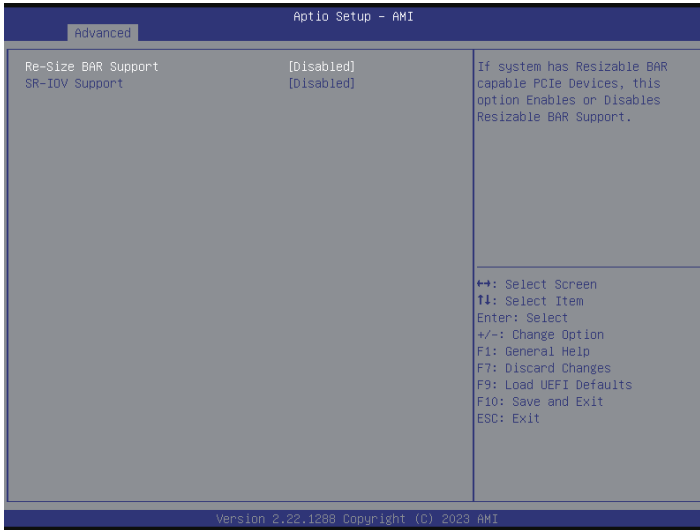 Aptio Setup – AMI
Advanced
Re-Size BAR Support [Disabled]
SR-IOV Support [Disabled]
If system has Resizable BAR
capable PCIe Devices, this
option Enables or Disables
Resizable BAR Support.
↔: Select Screen
↑↓: Select Item
Enter: Select
+/-: Change Option
F1: General Help
F7: Discard Changes
F9: Load UEFI Defaults
F10: Save and Exit
ESC: Exit
Version 2.22.1288 Copyright (C) 2023 AMI